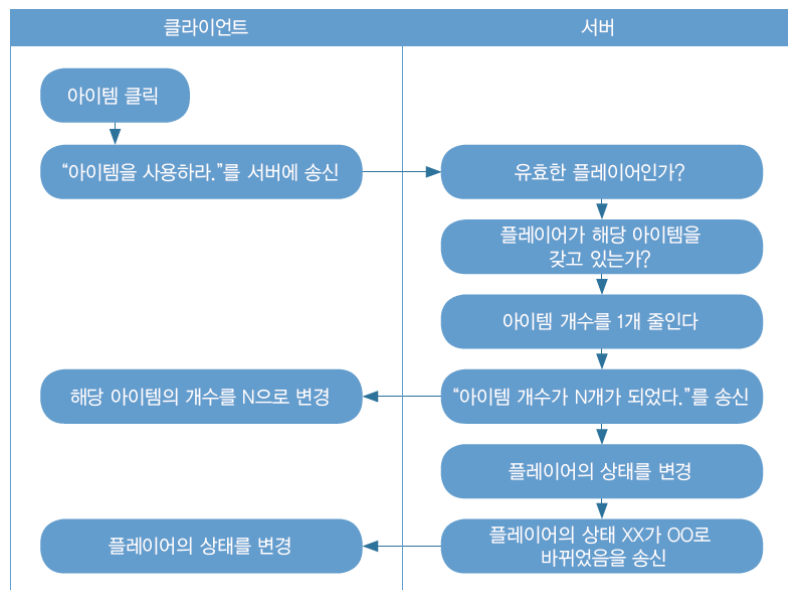 클라이언트
서버
아이템 클릭
“아이템을 사용하라.”를 서버에 송신
유효한 플레이어인가?
플레이어가 해당 아이템을
갖고 있는가?
아이템 개수를 1개 줄인다
해당 아이템의 개수를 N으로 변경
“아이템 개수가 N개가 되었다.”를 송신
플레이어의 상태를 변경
플레이어의 상태를 변경
플레이어의 상태 XX가 OO로
바뀌었음을 송신